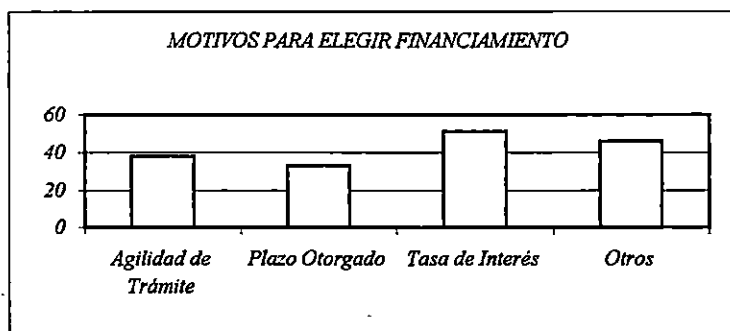 MOTIVOS PARA ELEGIR FINANCIAMIENTO
60
40
20
0
Agilidad de Trámite
Plazo Otorgado
Tasa de Interés
Otros